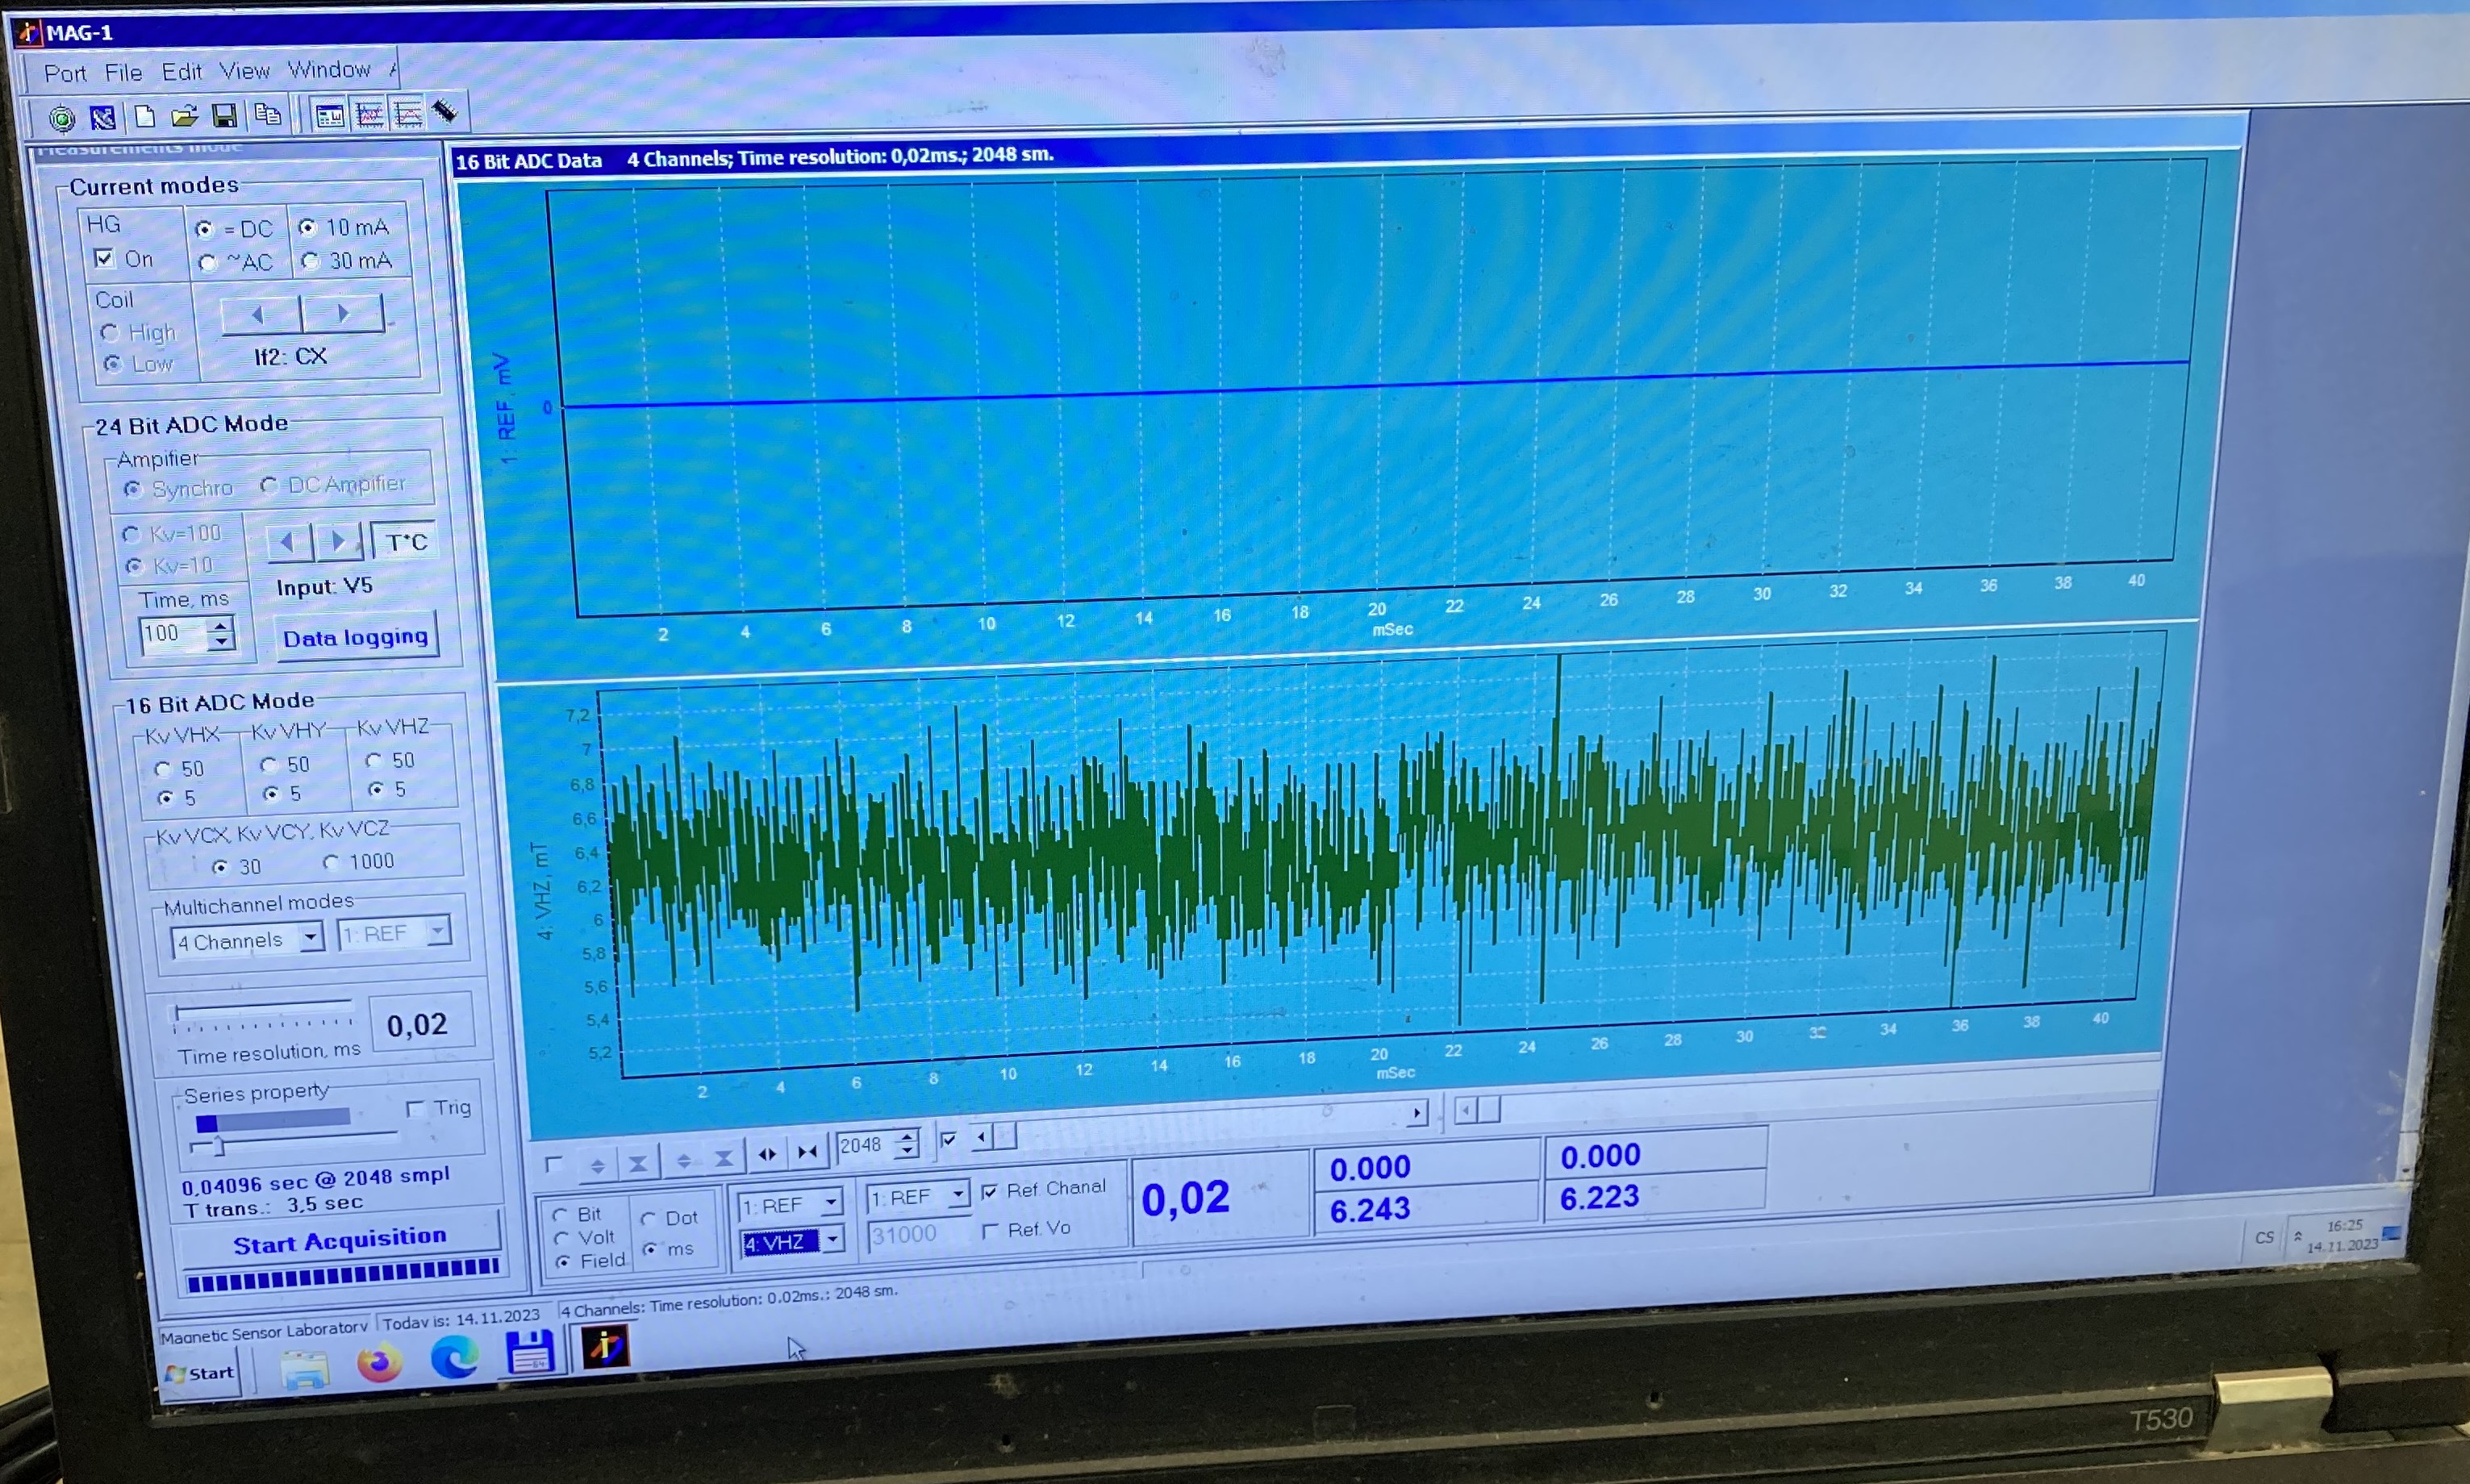 MAG-1
Port File Edit View Window
Measurements mode
Current modes
HG
On
= DC
~AC
10 mA
30 mA
Coil
High
Low
If2: CX
24 Bit ADC Mode
Ampifier
Synchro
DC Ampifier
Kv=100
Kv=10
T°C
Input: V5
Time, ms
100
Data logging
16 Bit ADC Mode
Kv VHX
Kv VHY
Kv VHZ
50
50
50
5
5
5
Kv VCX, Kv VCY, Kv VCZ
30
1000
Multichannel modes
4 Channels
1: REF
0,02
Time resolution, ms
Series property
Trig
0,04096 sec @ 2048 smpl
T trans.: 3,5 sec
Start Acquisition
16 Bit ADC Data 4 Channels; Time resolution: 0,02ms.; 2048 sm.
1: REF, mV
0
2 4 6 8 10 12 14 16 18 20 22 24 26 28 30 32 34 36 38 40
mSec
4: VHZ, mT
7,2
7
6,8
6,6
6,4
6,2
6
5,8
5,6
5,4
5,2
2 4 6 8 10 12 14 16 18 20 22 24 26 28 30 32 34 36 38 40
mSec
2048
Bit
Volt
Field
Dot
ms
1: REF
4: VHZ
1: REF
31000
Ref. Chanal
Ref. Vo
0,02
0.000
6.243
0.000
6.223
Magnetic Sensor Laboratory
Today is: 14.11.2023
4 Channels: Time resolution: 0.02ms.: 2048 sm.
Start
64
CS
16:25
14.11.2023
T530